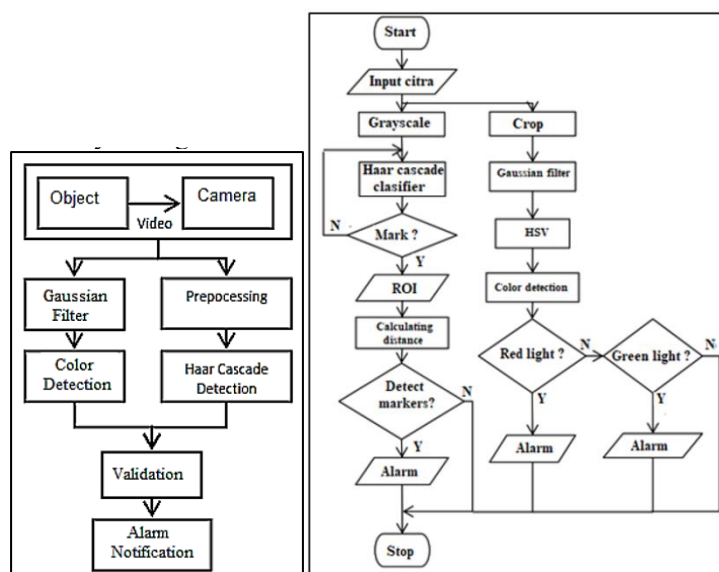 Object
Camera
Video
Gaussian
Filter
Prepocessing
Color
Detection
Haar Cascade
Detection
Validation
Alarm
Notification
Start
Input citra
Grayscale
Crop
Haar cascade
clasifier
Gaussian filter
N
Mark ?
HSV
Y
ROI
Color detection
Calculating
distance
Red light ?
N
Green light ?
N
Detect
markers?
N
Y
Y
Y
Alarm
Alarm
Alarm
Stop